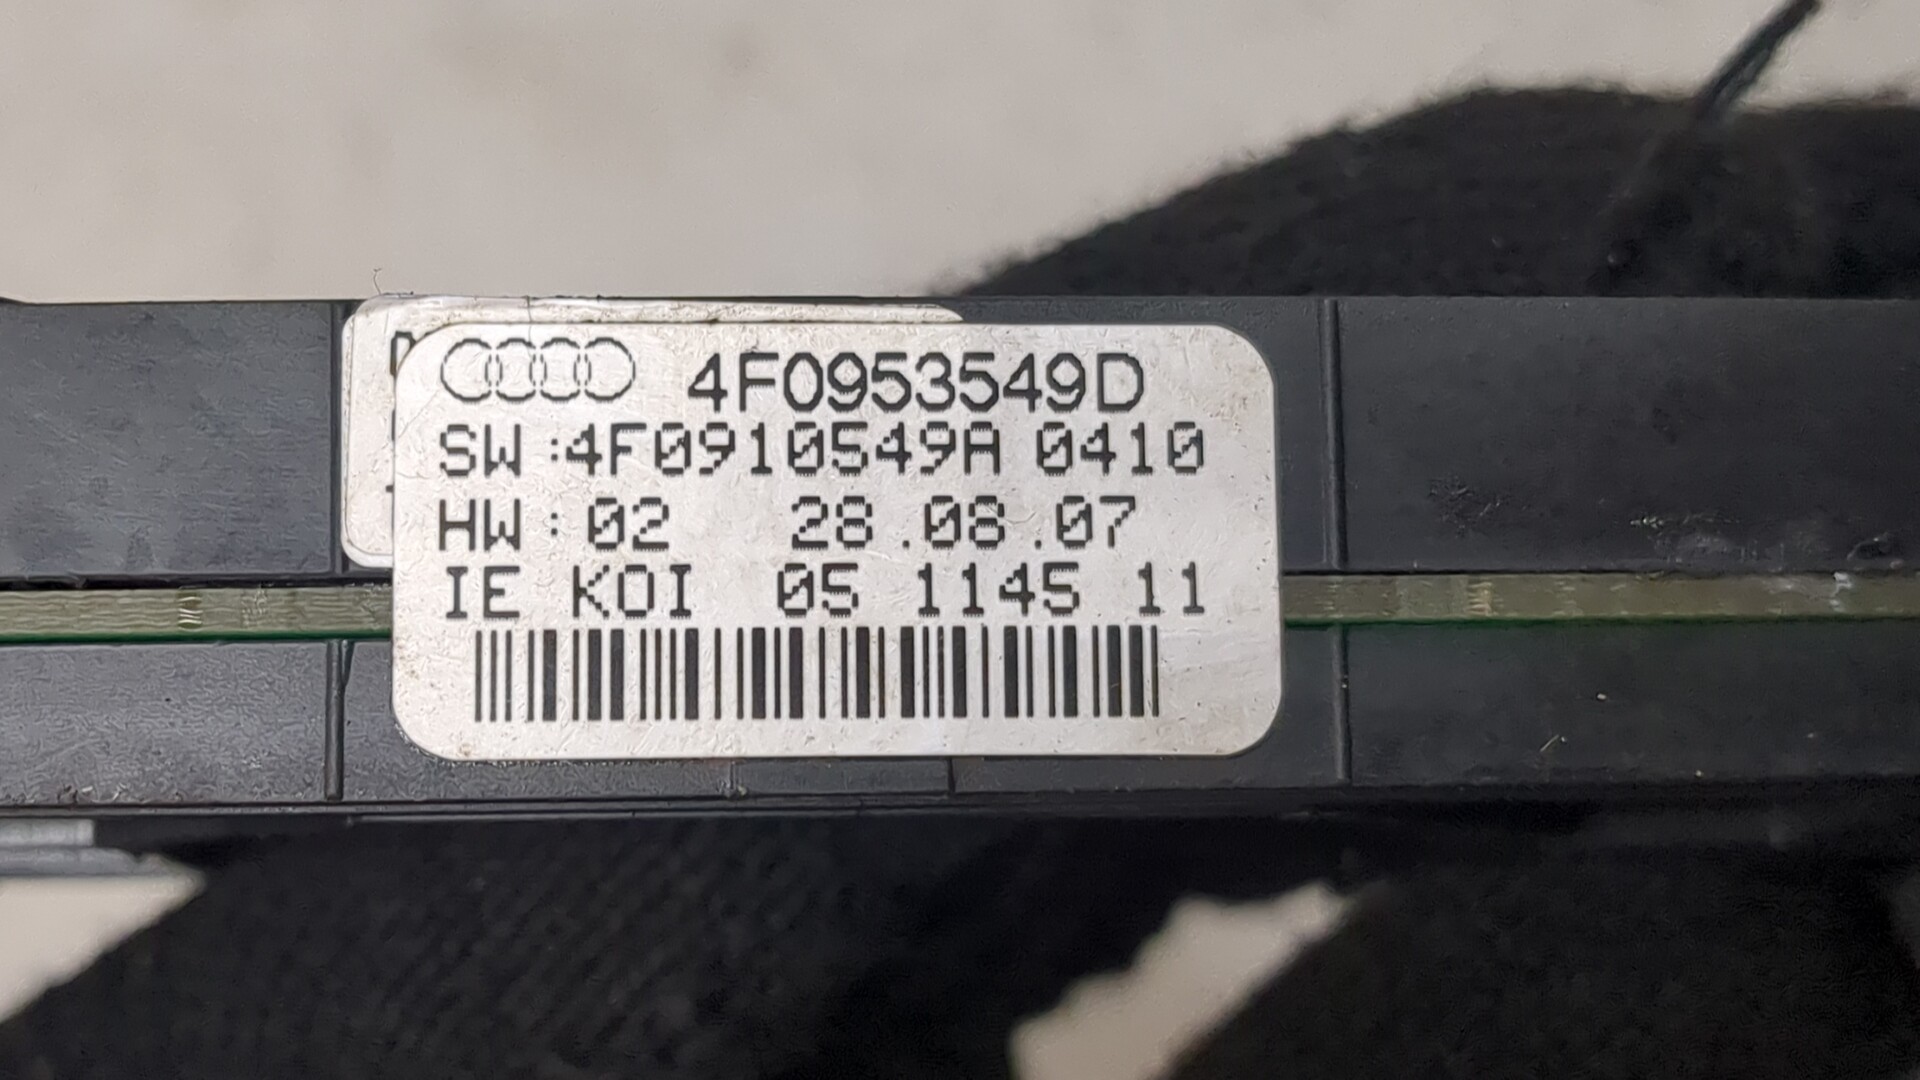 4F0953549D
SW :4F0910549A 0410
HW : 02 28.08.07
IE KOI 05 1145 11